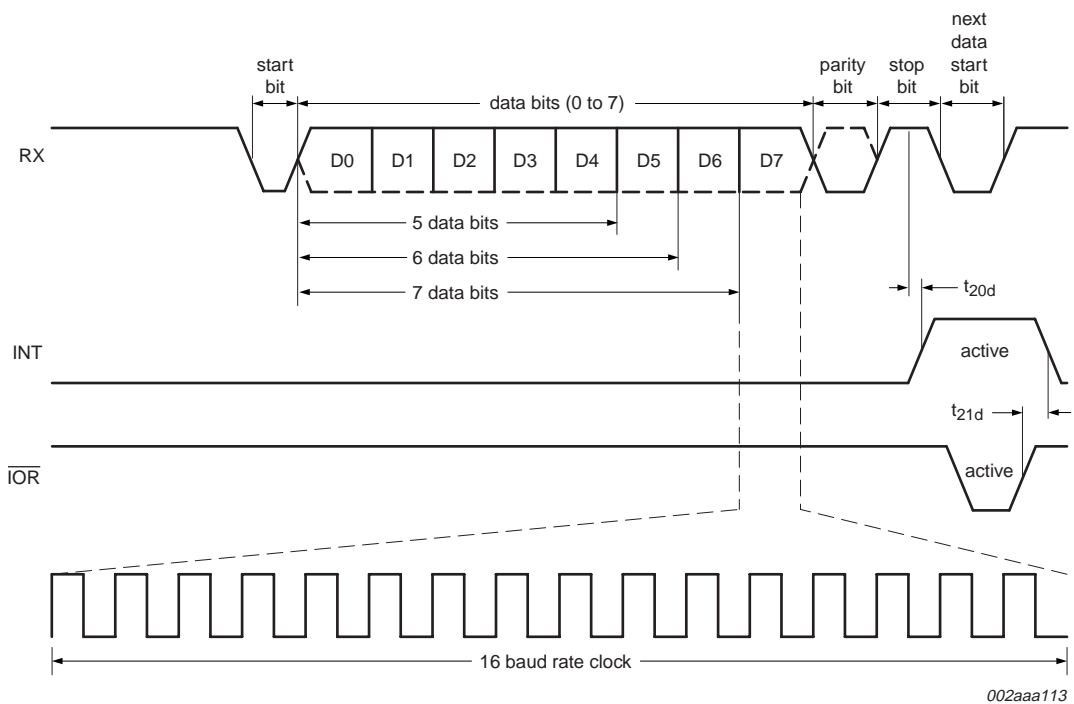 next
data
start
bit
start
bit
parity
bit
stop
bit
data bits (0 to 7)
RX
D0 D1 D2 D3 D4 D5 D6 D7
5 data bits
6 data bits
7 data bits
t20d
INT
active
t21d
IOR
active
16 baud rate clock
002aaa113